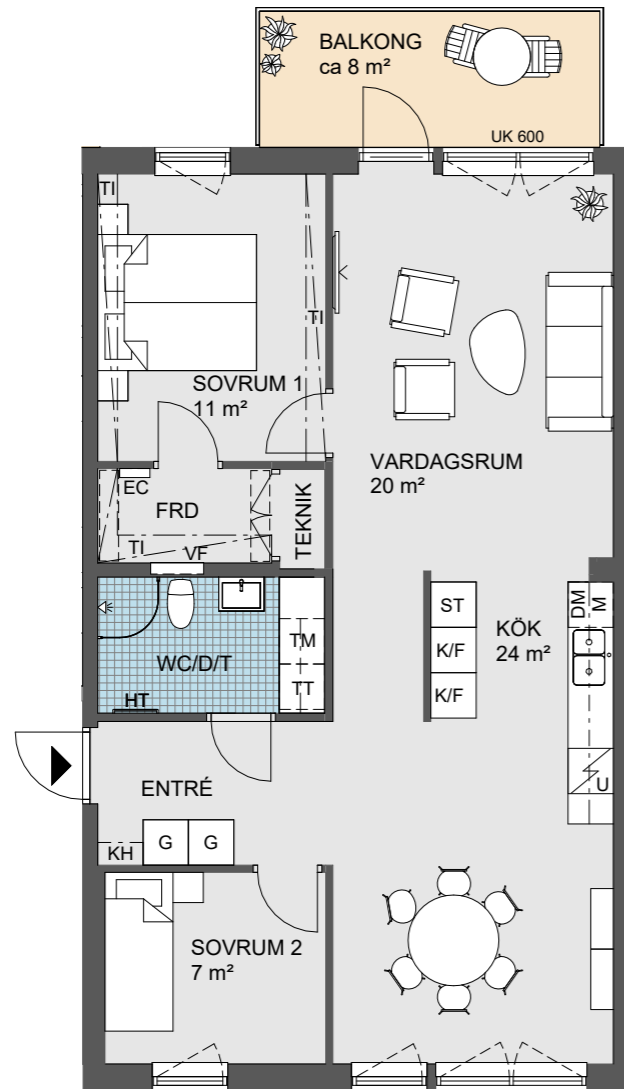 BALKONG
ca 8 m²
UK 600
TI
TI
SOVRUM 1
11 m²
VARDAGSRUM
20 m²
EC
FRD
TEKNIK
TI
VF
ST
K/F
K/F
KÖK
24 m²
DM
M
WC/D/T
TM
TT
HT
U
ENTRÉ
KH
G
G
SOVRUM 2
7 m²